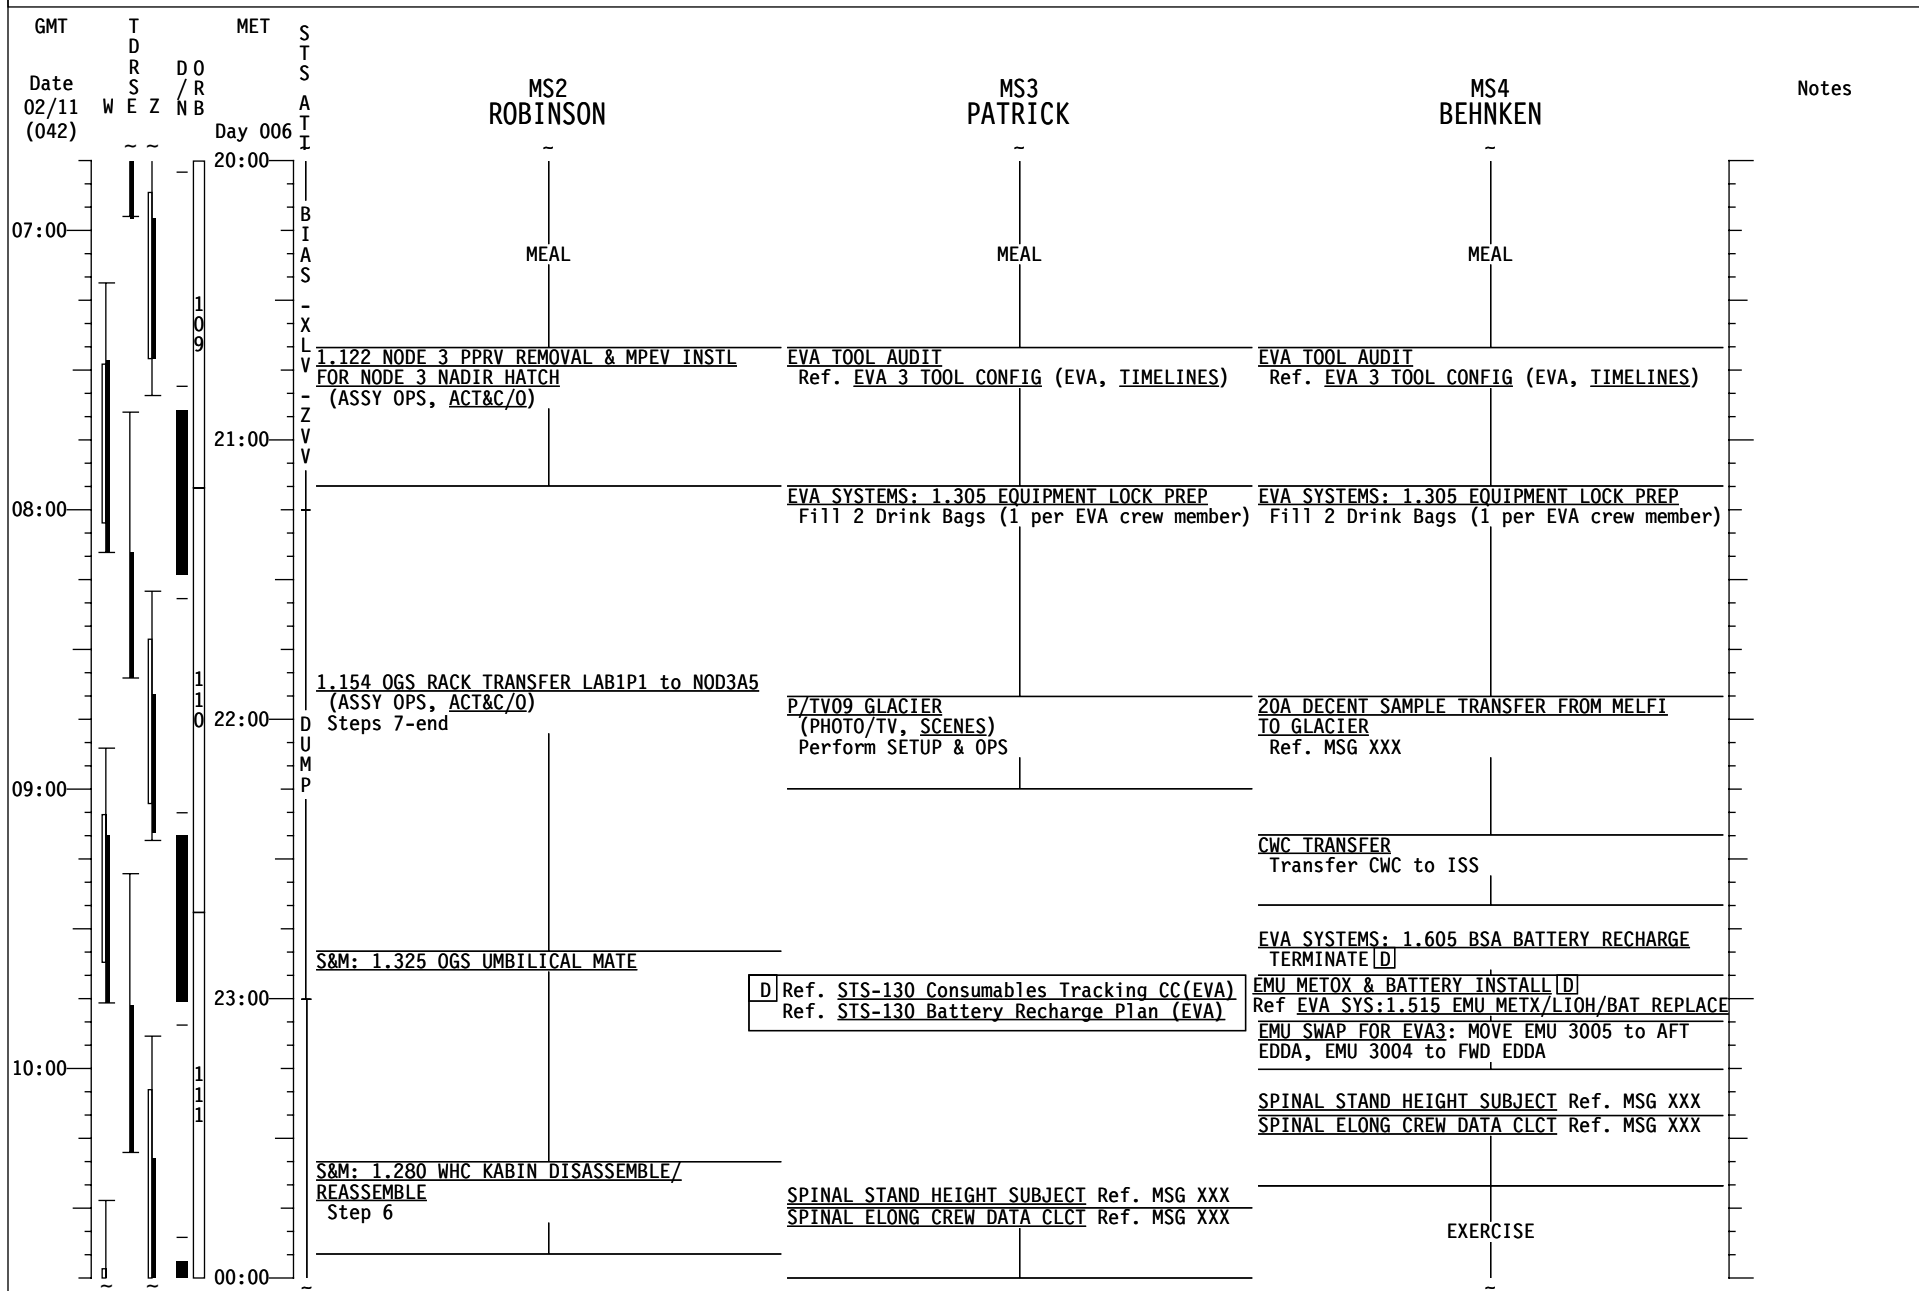 GMT
TDRS
MET
STS ATT
D/N
ORB
Date
02/11
(042)
W E Z
Day 006
MS2
ROBINSON
MS3
PATRICK
MS4
BEHNKEN
Notes
~ ~ ~ ~ ~
20:00
BIAS -XLV -ZVV
07:00
MEAL
MEAL
MEAL
109
1.122 NODE 3 PPRV REMOVAL & MPEV INSTL
FOR NODE 3 NADIR HATCH
(ASSY OPS, ACT&C/O)
EVA TOOL AUDIT
Ref. EVA 3 TOOL CONFIG (EVA, TIMELINES)
EVA TOOL AUDIT
Ref. EVA 3 TOOL CONFIG (EVA, TIMELINES)
21:00
EVA SYSTEMS: 1.305 EQUIPMENT LOCK PREP
Fill 2 Drink Bags (1 per EVA crew member)
EVA SYSTEMS: 1.305 EQUIPMENT LOCK PREP
Fill 2 Drink Bags (1 per EVA crew member)
08:00
110
1.154 OGS RACK TRANSFER LAB1P1 to NOD3A5
(ASSY OPS, ACT&C/O)
Steps 7-end
P/TV09 GLACIER
(PHOTO/TV, SCENES)
Perform SETUP & OPS
20A DECENT SAMPLE TRANSFER FROM MELFI
TO GLACIER
Ref. MSG XXX
22:00
DUMP
09:00
CWC TRANSFER
Transfer CWC to ISS
EVA SYSTEMS: 1.605 BSA BATTERY RECHARGE
TERMINATE D
S&M: 1.325 OGS UMBILICAL MATE
D Ref. STS-130 Consumables Tracking CC(EVA)
Ref. STS-130 Battery Recharge Plan (EVA)
EMU METOX & BATTERY INSTALL D
Ref EVA SYS:1.515 EMU METX/LIOH/BAT REPLACE
23:00
EMU SWAP FOR EVA3: MOVE EMU 3005 to AFT
EDDA, EMU 3004 to FWD EDDA
10:00
111
SPINAL STAND HEIGHT SUBJECT Ref. MSG XXX
SPINAL ELONG CREW DATA CLCT Ref. MSG XXX
S&M: 1.280 WHC KABIN DISASSEMBLE/
REASSEMBLE
Step 6
SPINAL STAND HEIGHT SUBJECT Ref. MSG XXX
SPINAL ELONG CREW DATA CLCT Ref. MSG XXX
EXERCISE
00:00
~ ~ ~ ~